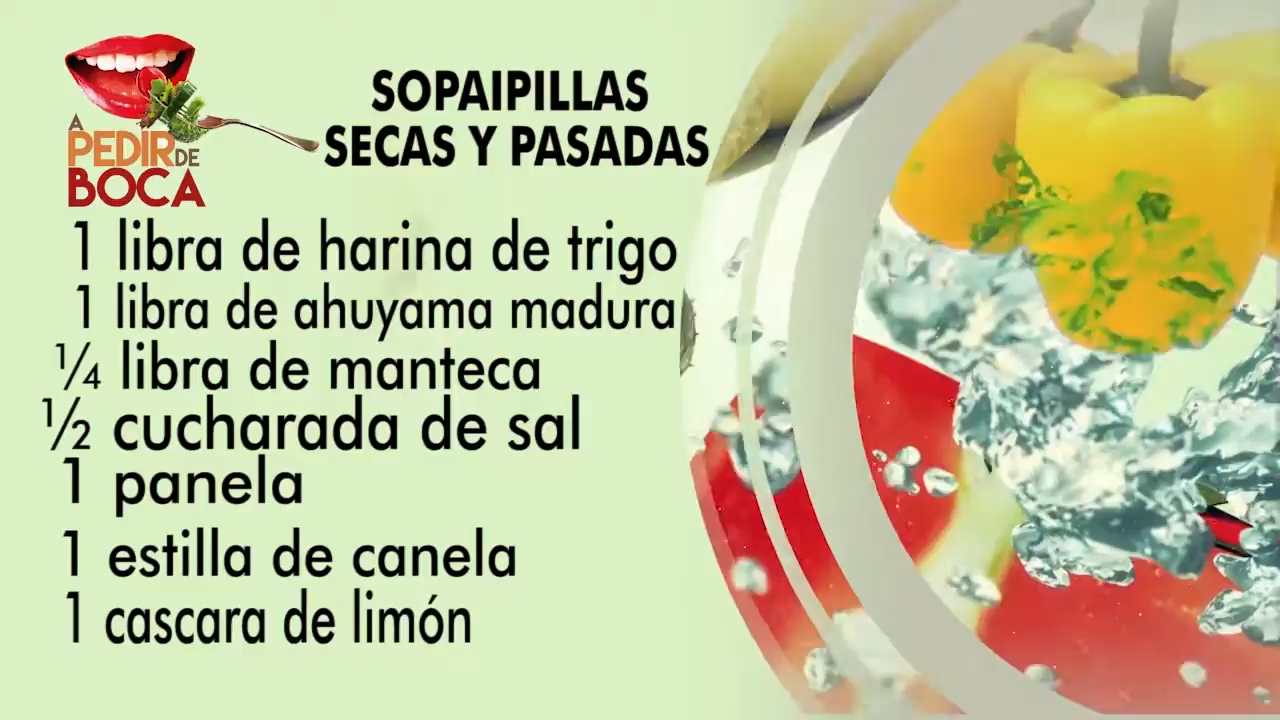 A
PEDIR DE
BOCA
SOPAIPILLAS
SECAS Y PASADAS
1 libra de harina de trigo
1 libra de ahuyama madura
¼ libra de manteca
½ cucharada de sal
1 panela
1 estilla de canela
1 cascara de limón